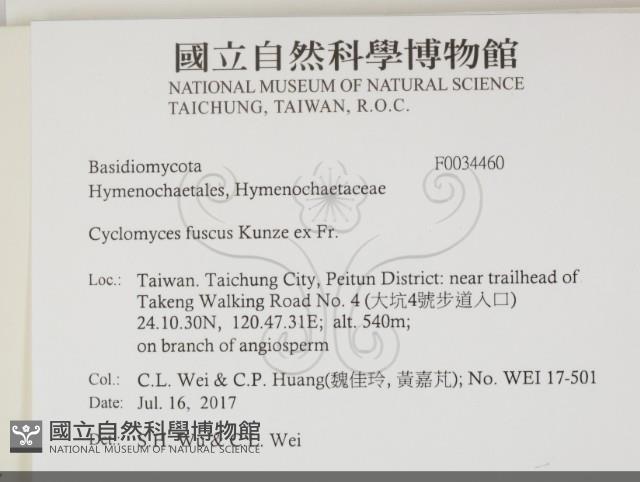 國立自然科學博物館
NATIONAL MUSEUM OF NATURAL SCIENCE
TAICHUNG, TAIWAN, R.O.C.
Basidiomycota F0034460
Hymenochaetales, Hymenochaetaceae
Cyclomyces fuscus Kunze ex Fr.
Loc.: Taiwan. Taichung City, Peitun District: near trailhead of
Takeng Walking Road No. 4 (大坑4號步道入口)
24.10.30N, 120.47.31E; alt. 540m;
on branch of angiosperm
Col.: C.L. Wei & C.P. Huang(魏佳玲, 黃嘉芃); No. WEI 17-501
Date: Jul. 16, 2017
Det.: S.H. Wu & C.L. Wei
國立自然科學博物館
NATIONAL MUSEUM OF NATURAL SCIENCE